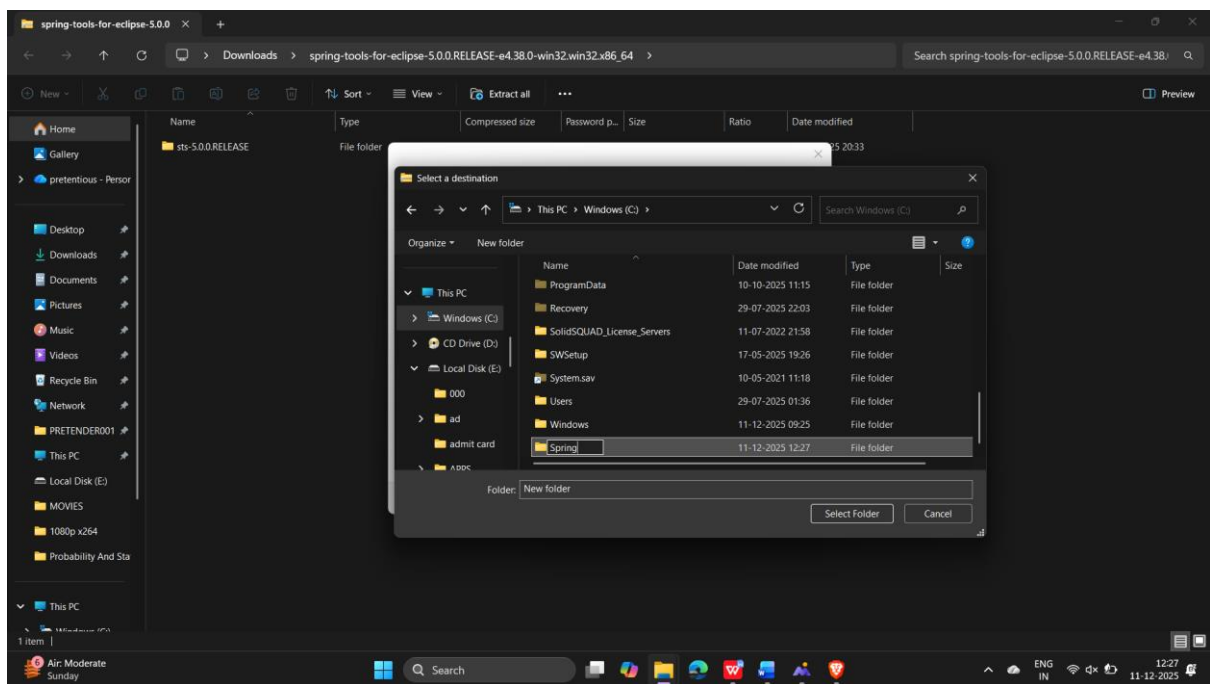 spring-tools-for-eclipse-5.0.0
Downloads > spring-tools-for-eclipse-5.0.0.RELEASE-e4.38.0-win32.win32.x86_64 >
Search spring-tools-for-eclipse-5.0.0.RELEASE-e4.38.
New Sort View Extract all ... Preview
Name Type Compressed size Password p... Size Ratio Date modified
sts-5.0.0.RELEASE File folder 25 20:33
Home
Gallery
pretentious - Person
Desktop
Downloads
Documents
Pictures
Music
Videos
Recycle Bin
Network
PRETENDER001
This PC
Local Disk (E:)
MOVIES
1080p x264
Probability And Sta
This PC
Windows (C:)
1 item
Select a destination
This PC > Windows (C:) >
Search Windows (C:)
Organize New folder
Name Date modified Type Size
This PC
Windows (C:)
CD Drive (D:)
Local Disk (E:)
000
ad
admit card
APPS
ProgramData 10-10-2025 11:15 File folder
Recovery 29-07-2025 22:03 File folder
SolidSQUAD_License_Servers 11-07-2022 21:58 File folder
SWSetup 17-05-2025 19:26 File folder
System.sav 10-05-2021 11:18 File folder
Users 29-07-2025 01:36 File folder
Windows 11-12-2025 09:25 File folder
Spring 11-12-2025 12:27 File folder
Folder: New folder
Select Folder Cancel
6 Air: Moderate
Sunday
Search
ENG
IN
12:27
11-12-2025